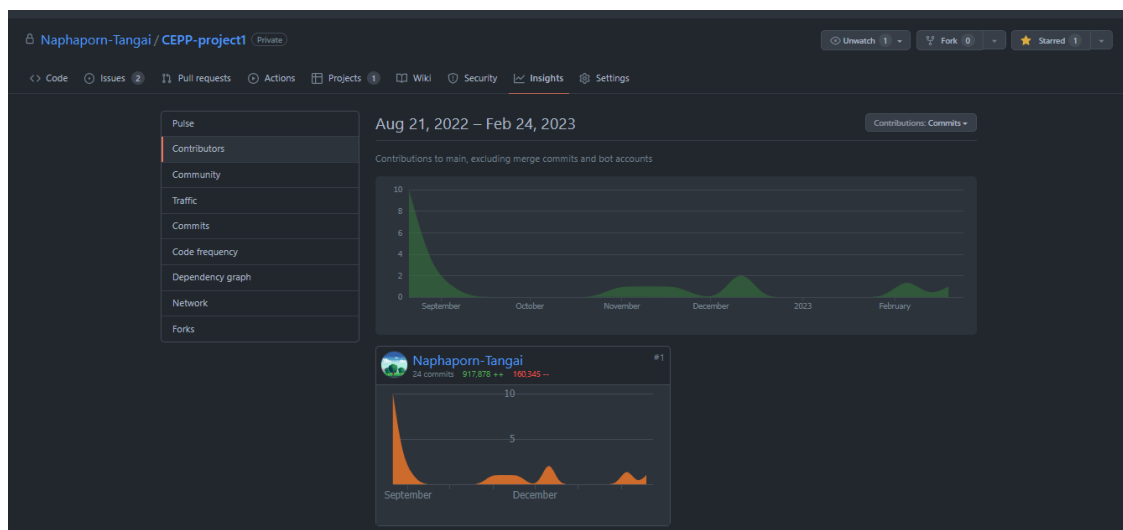 Naphaporn-Tangai / CEPP-project1 Private
Unwatch 1 Fork 0 Starred 1
Code Issues 2 Pull requests Actions Projects 1 Wiki Security Insights Settings
Pulse
Contributors
Community
Traffic
Commits
Code frequency
Dependency graph
Network
Forks
Aug 21, 2022 – Feb 24, 2023
Contributions: Commits
Contributions to main, excluding merge commits and bot accounts
10
8
6
4
2
0
September October November December 2023 February
Naphaporn-Tangai #1
24 commits 917,878 ++ 160,345 --
10
5
September December